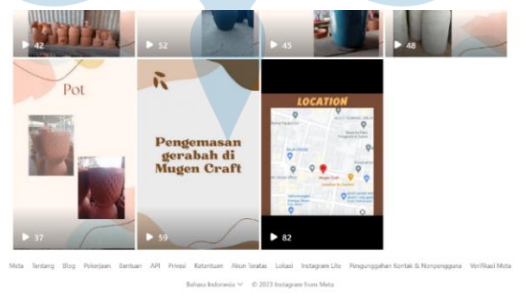 42
52
45
48
Pot
Pengemasan
gerabah di
Mugen Craft
LOCATION
Mugen Craft
37
59
82
Meta Tentang Blog Pekerjaan Bantuan API Privasi Ketentuan Akun Teratas Lokasi Instagram Lite Pengunggahan Kontak & Nonpengguna Verifikasi Meta
Bahasa Indonesia © 2023 Instagram from Meta